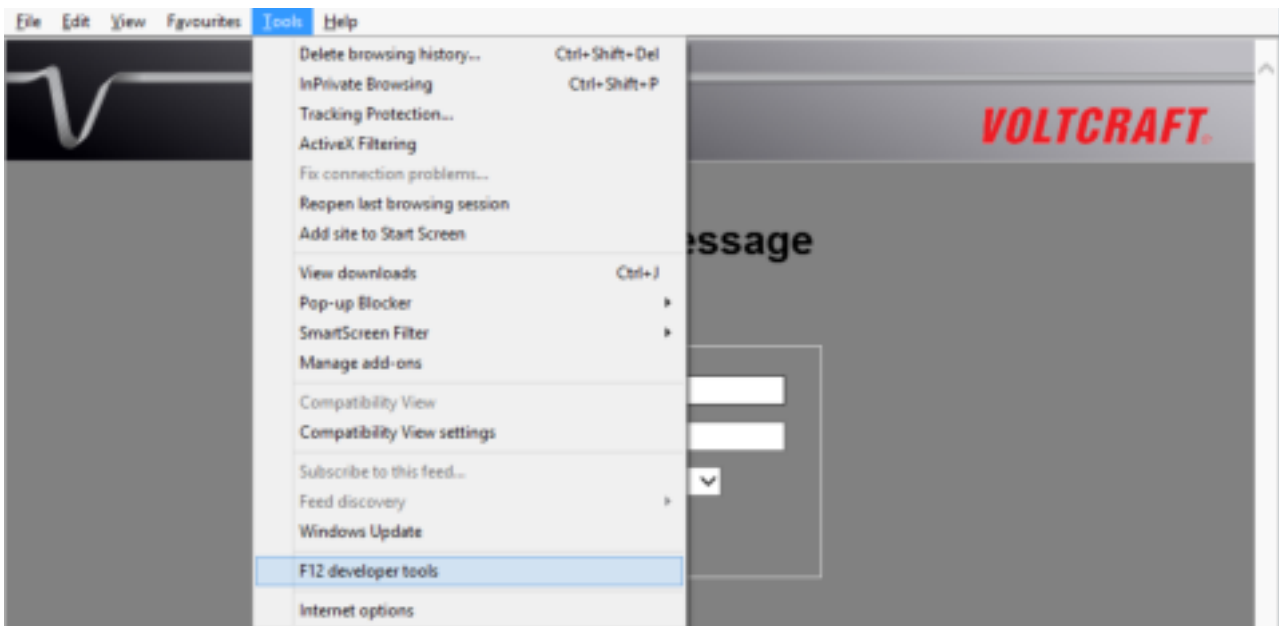 File Edit View Favourites Tools Help
Delete browsing history... Ctrl+Shift+Del
InPrivate Browsing Ctrl+Shift+P
Tracking Protection...
ActiveX Filtering
Fix connection problems...
Reopen last browsing session
Add site to Start Screen
View downloads Ctrl+J
Pop-up Blocker
SmartScreen Filter
Manage add-ons
Compatibility View
Compatibility View settings
Subscribe to this feed...
Feed discovery
Windows Update
F12 developer tools
Internet options
VOLTCRAFT
essage